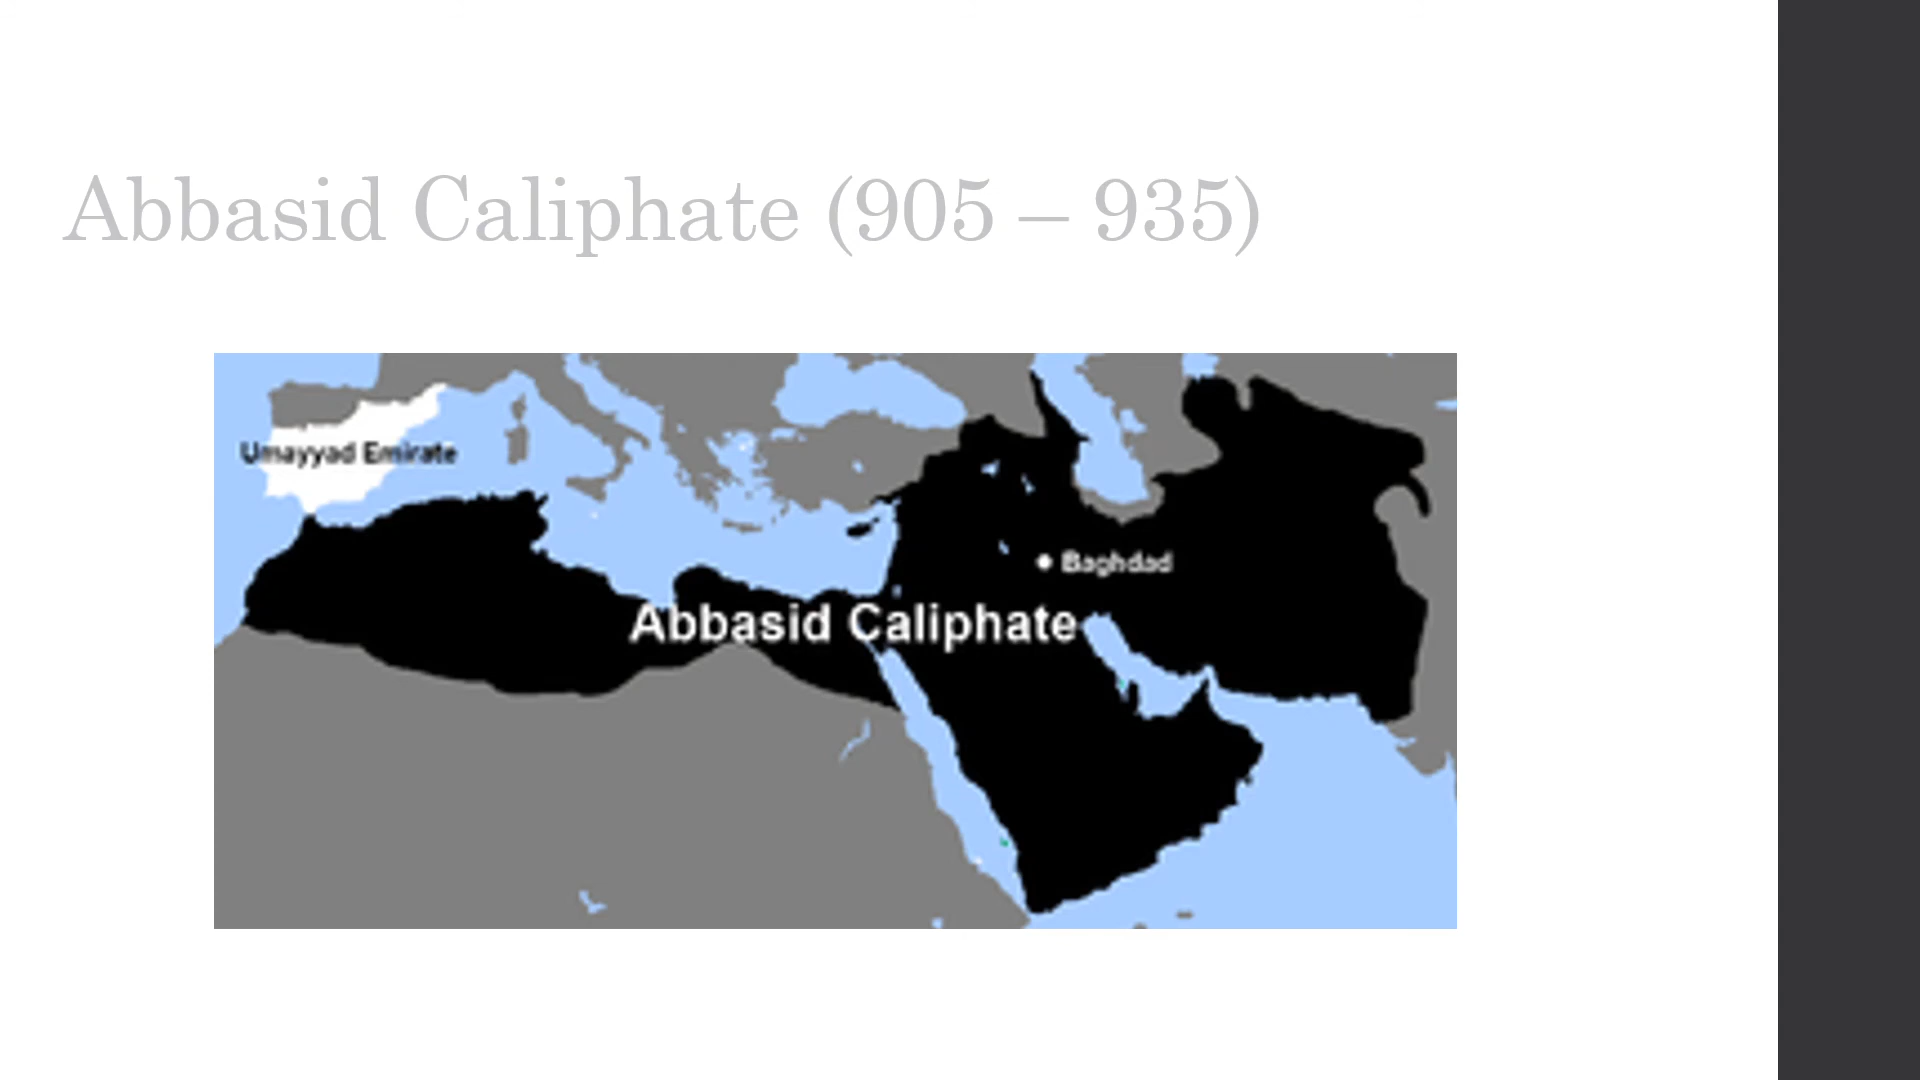 Abbasid Caliphate (905 – 935)
Umayyad Emirate
Baghdad
Abbasid Caliphate